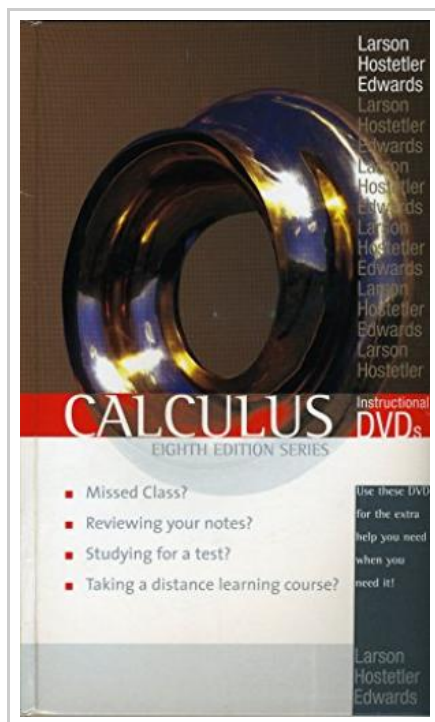 Larson
Hostetler
Edwards
Larson
Hostetler
Edwards
Larson
Hostetler
Edwards
Larson
Hostetler
Edwards
Larson
Hostetler
Edwards
Larson
Hostetler
CALCULUS
Instructional
DVDs
EIGHTH EDITION SERIES
■ Missed Class?
■ Reviewing your notes?
■ Studying for a test?
■ Taking a distance learning course?
Use these DVD
for the extra
help you need
when you
need it!
Larson
Hostetler
Edwards